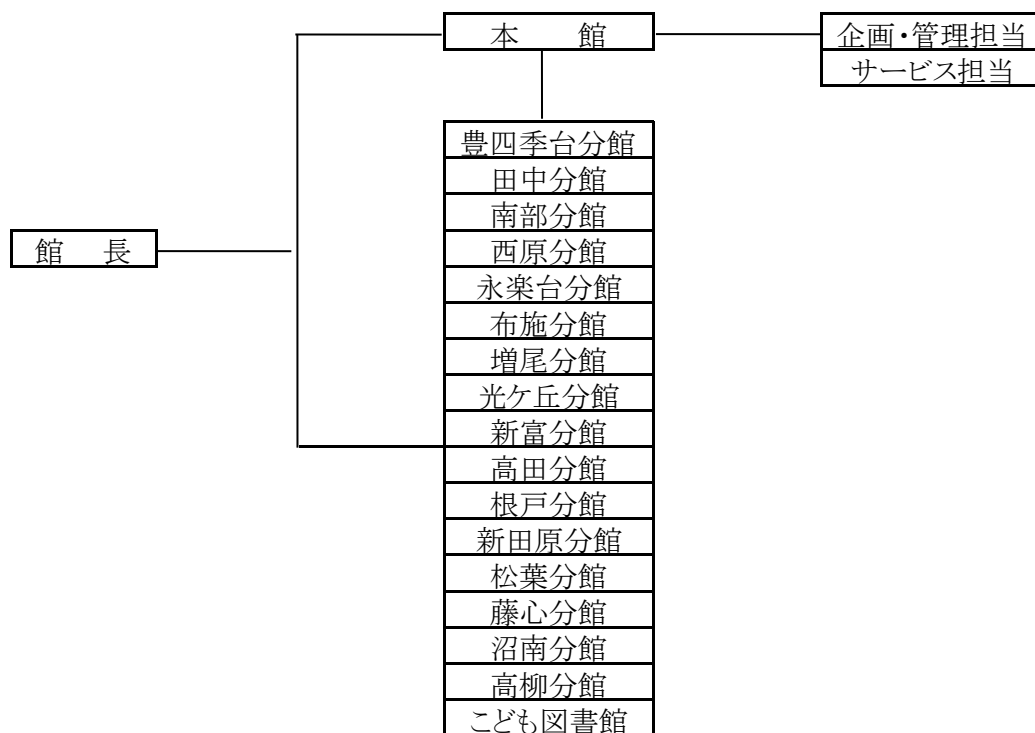 本　館
企画・管理担当
サービス担当
館　長
豊四季台分館
田中分館
南部分館
西原分館
永楽台分館
布施分館
増尾分館
光ケ丘分館
新富分館
高田分館
根戸分館
新田原分館
松葉分館
藤心分館
沼南分館
高柳分館
こども図書館